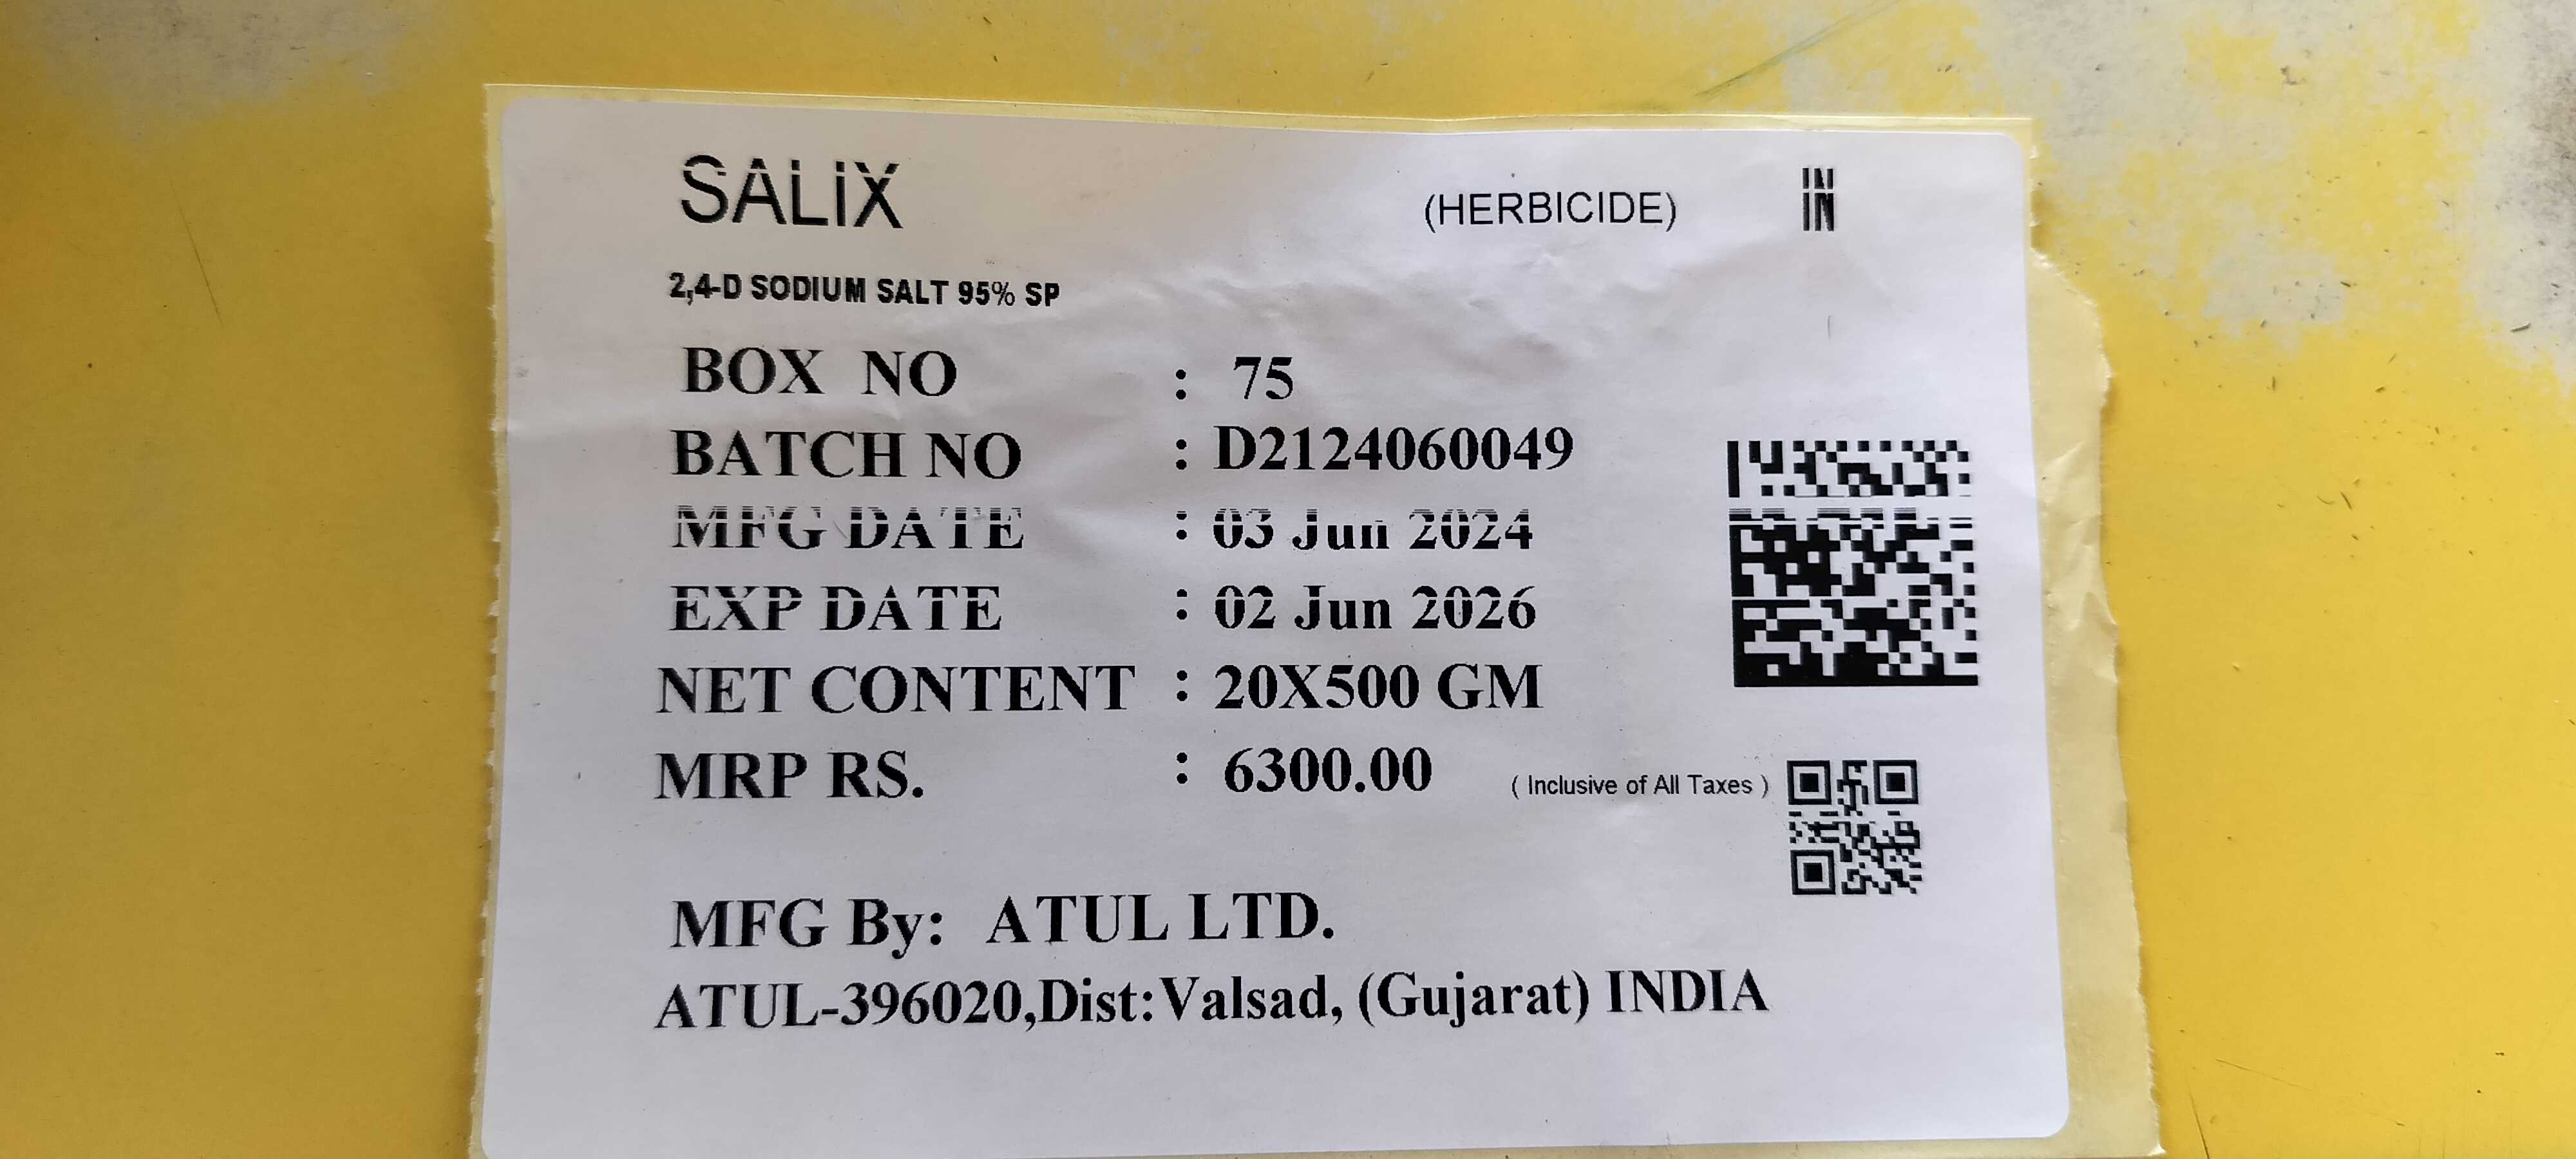 SALIX (HERBICIDE) IN
2,4-D SODIUM SALT 95% SP
BOX NO : 75
BATCH NO : D2124060049
MFG DATE : 03 Jun 2024
EXP DATE : 02 Jun 2026
NET CONTENT : 20X500 GM
MRP RS. : 6300.00 ( Inclusive of All Taxes )
MFG By: ATUL LTD.
ATUL-396020,Dist:Valsad, (Gujarat) INDIA